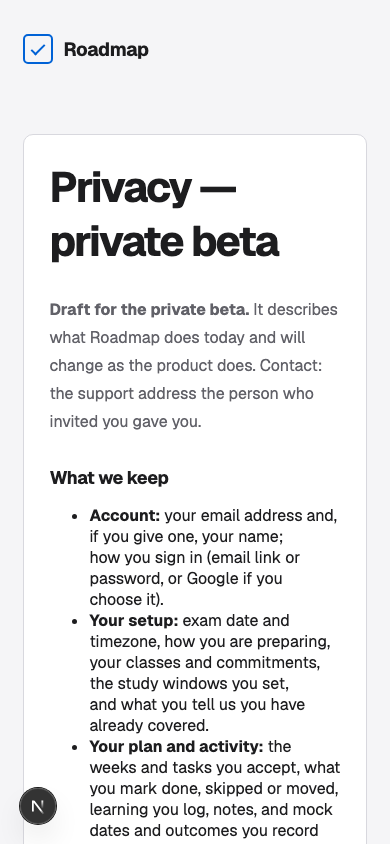 Roadmap
Privacy —
private beta
Draft for the private beta. It describes
what Roadmap does today and will
change as the product does. Contact:
the support address the person who
invited you gave you.
What we keep
• Account: your email address and,
if you give one, your name;
how you sign in (email link or
password, or Google if you
choose it).
• Your setup: exam date and
timezone, how you are preparing,
your classes and commitments,
the study windows you set,
and what you tell us you have
already covered.
• Your plan and activity: the
weeks and tasks you accept, what
you mark done, skipped or moved,
learning you log, notes, and mock
dates and outcomes you record
N